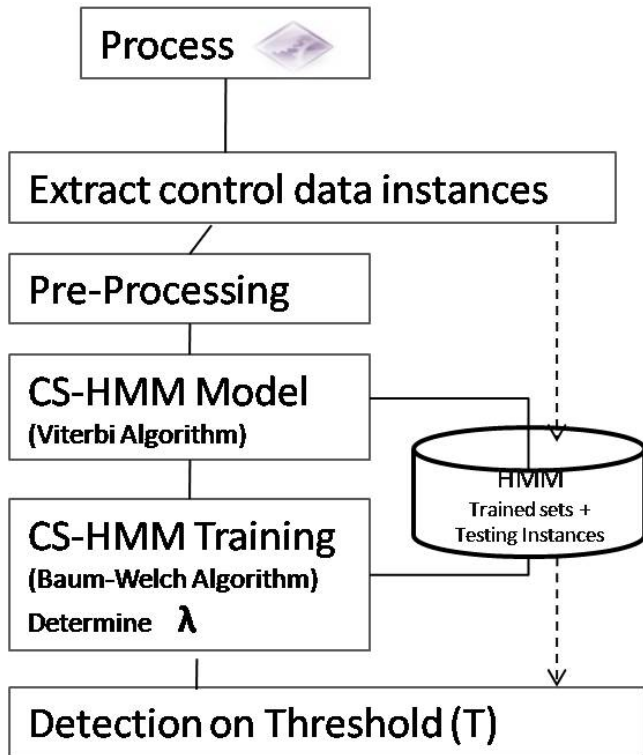 Process
Extract control data instances
Pre-Processing
CS-HMM Model
(Viterbi Algorithm)
HMM
Trained sets +
Testing Instances
CS-HMM Training
(Baum-Welch Algorithm)
Determine λ
Detection on Threshold (T)